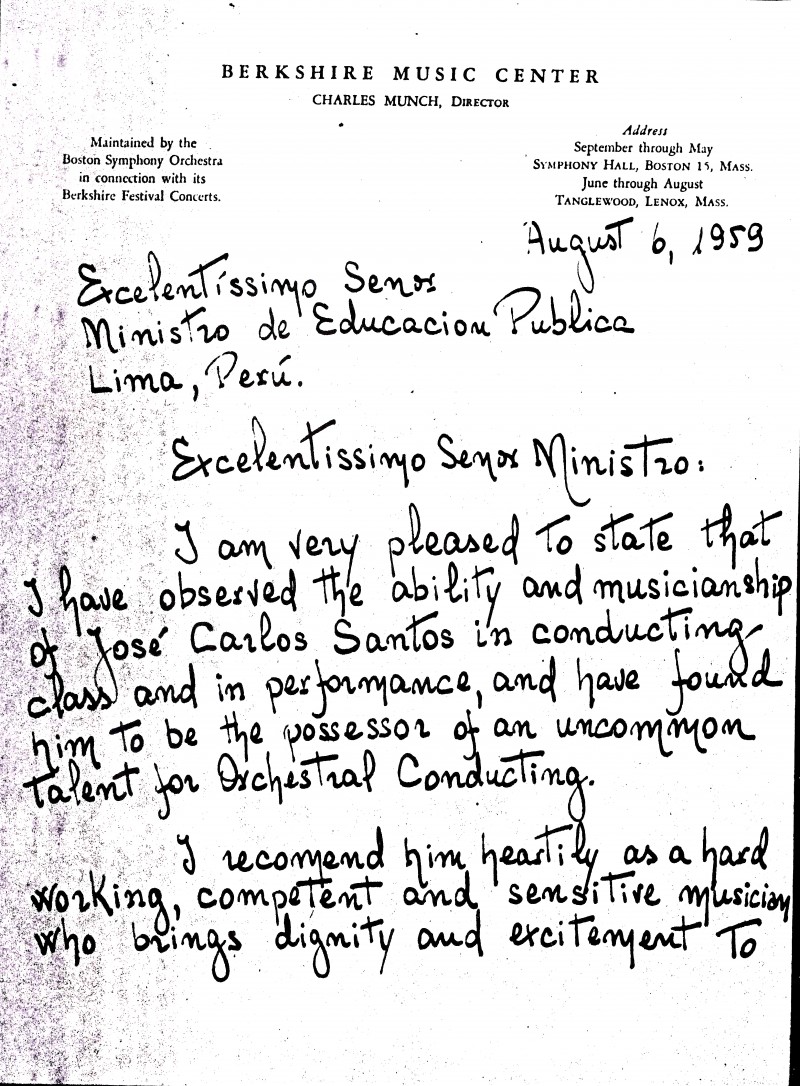 BERKSHIRE MUSIC CENTER
CHARLES MUNCH, DIRECTOR
Maintained by the
Boston Symphony Orchestra
in connection with its
Berkshire Festival Concerts.
Address
September through May
SYMPHONY HALL, BOSTON 15, MASS.
June through August
TANGLEWOOD, LENOX, MASS.
August 6, 1959
Excelentíssimo Senor
Ministro de Educacion Publica
Lima, Perú.
Excelentissimo Senor Ministro:
I am very pleased to state that
I have observed the ability and musicianship
of José Carlos Santos in conducting
class and in performance, and have found
him to be the possessor of an uncommon
talent for Orchestral Conducting.
I recomend him heartily as a hard
working, competent and sensitive musician
who brings dignity and excitement to